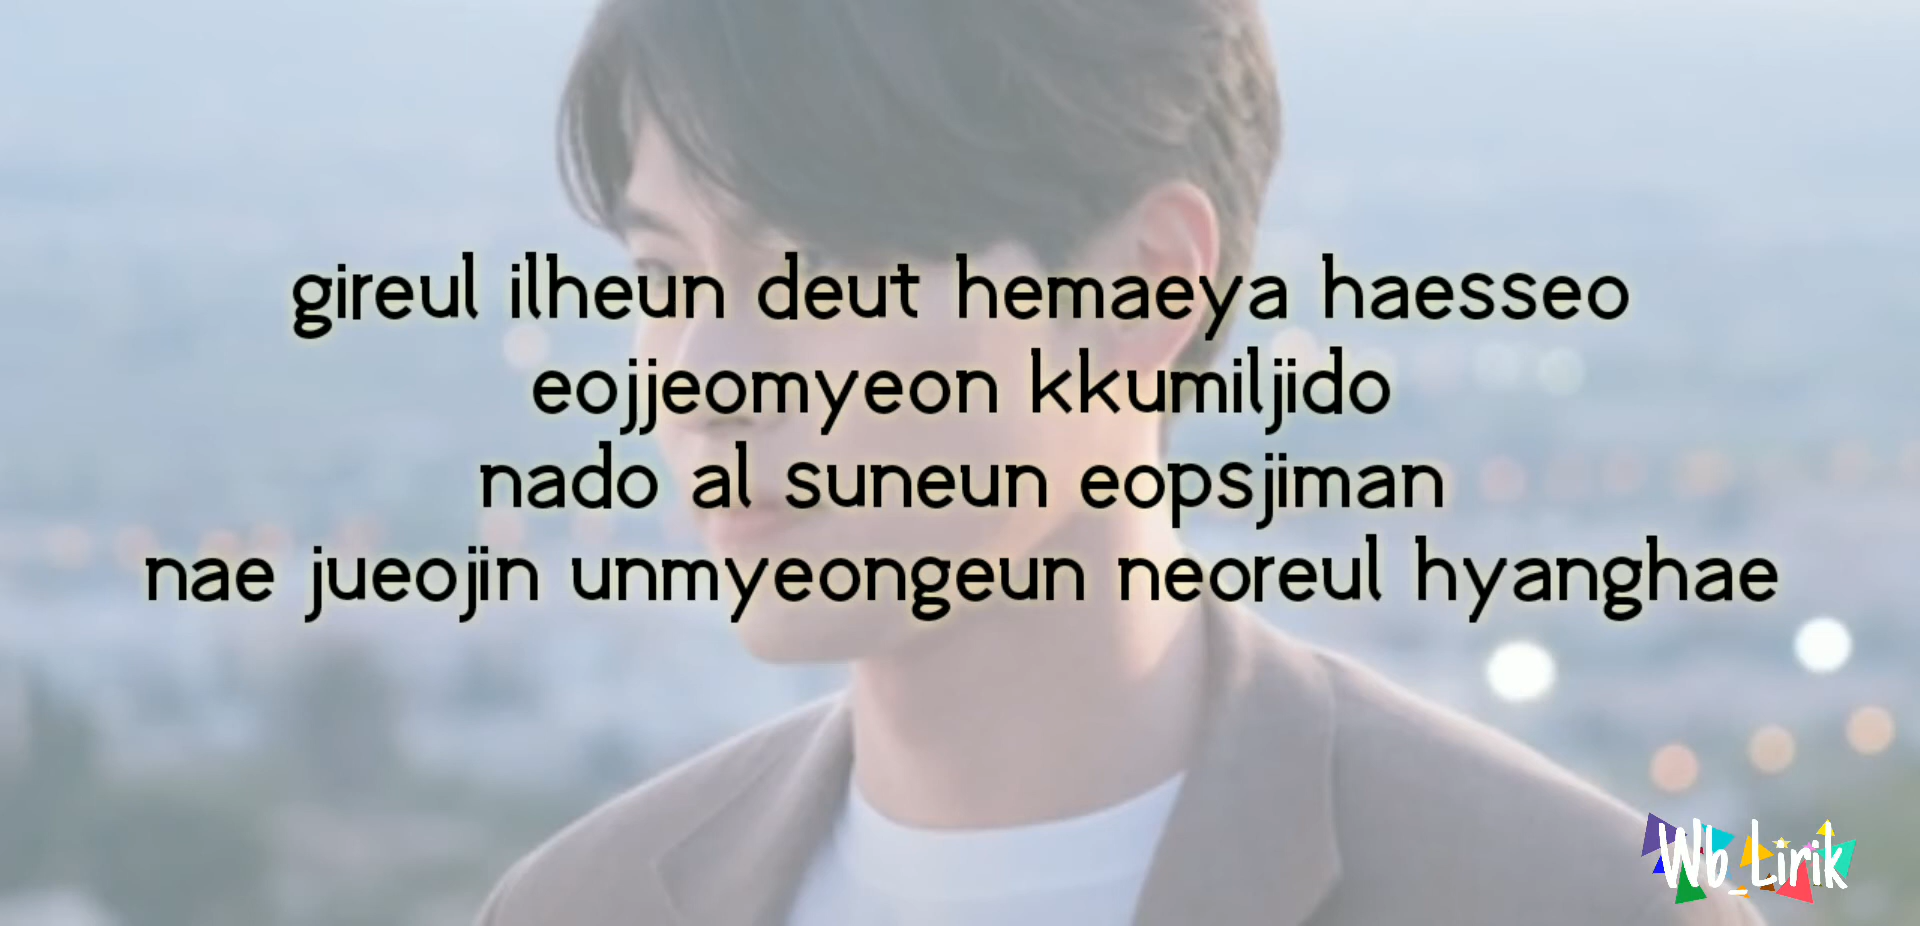 gireul ilheun deut hemaeya haesseo
eojjeomyeon kkumiljido
nado al suneun eopsjiman
nae jueojin unmyeongeun neoreul hyanghae
Wb_Lirik